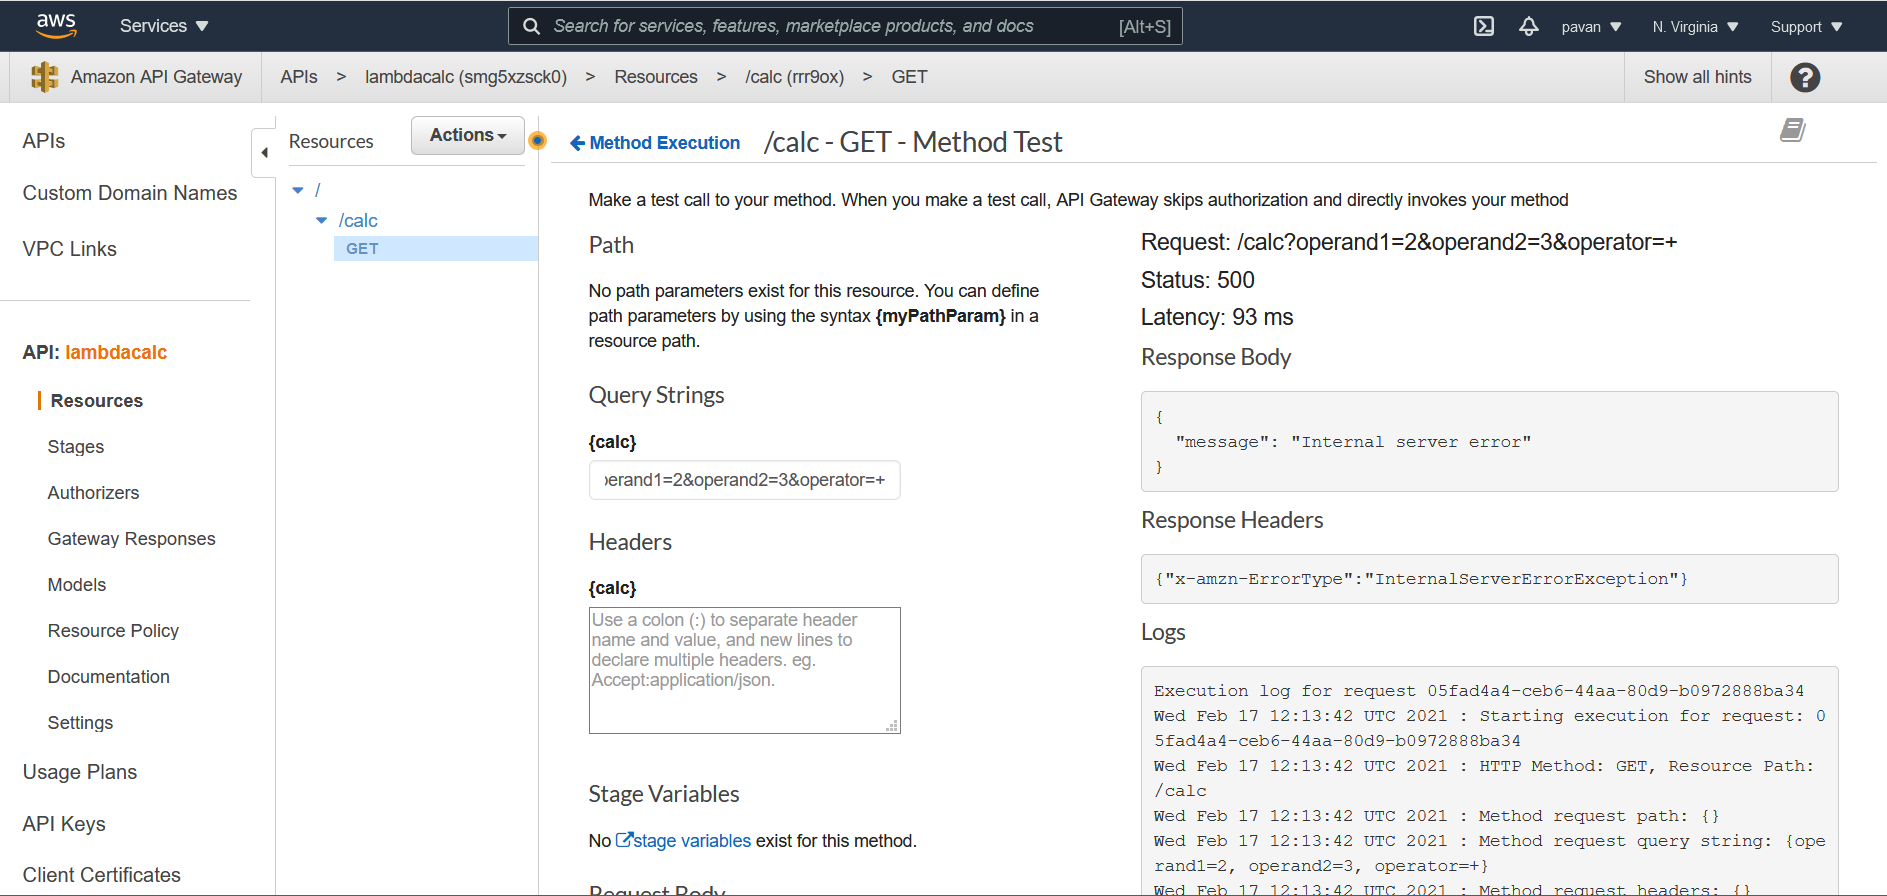 aws
Services ▼
Search for services, features, marketplace products, and docs [Alt+S]
pavan ▼
N. Virginia ▼
Support ▼
Amazon API Gateway
APIs > lambdacalc (smg5xzsck0) > Resources > /calc (rrr9ox) > GET
Show all hints
?
APIs
Custom Domain Names
VPC Links
API: lambdacalc
Resources
Stages
Authorizers
Gateway Responses
Models
Resource Policy
Documentation
Settings
Usage Plans
API Keys
Client Certificates
Resources
Actions
/
/calc
GET
Method Execution
/calc - GET - Method Test
Make a test call to your method. When you make a test call, API Gateway skips authorization and directly invokes your method
Path
No path parameters exist for this resource. You can define
path parameters by using the syntax {myPathParam} in a
resource path.
Query Strings
{calc}
perand1=2&operand2=3&operator=+
Headers
{calc}
Use a colon (:) to separate header
name and value, and new lines to
declare multiple headers. eg.
Accept:application/json.
Stage Variables
No stage variables exist for this method.
Request Body
Request: /calc?operand1=2&operand2=3&operator=+
Status: 500
Latency: 93 ms
Response Body
{
"message": "Internal server error"
}
Response Headers
{"x-amzn-ErrorType":"InternalServerErrorException"}
Logs
Execution log for request 05fad4a4-ceb6-44aa-80d9-b0972888ba34
Wed Feb 17 12:13:42 UTC 2021 : Starting execution for request: 0
5fad4a4-ceb6-44aa-80d9-b0972888ba34
Wed Feb 17 12:13:42 UTC 2021 : HTTP Method: GET, Resource Path:
/calc
Wed Feb 17 12:13:42 UTC 2021 : Method request path: {}
Wed Feb 17 12:13:42 UTC 2021 : Method request query string: {ope
rand1=2, operand2=3, operator=+}
Wed Feb 17 12:13:42 UTC 2021 : Method request headers: {}